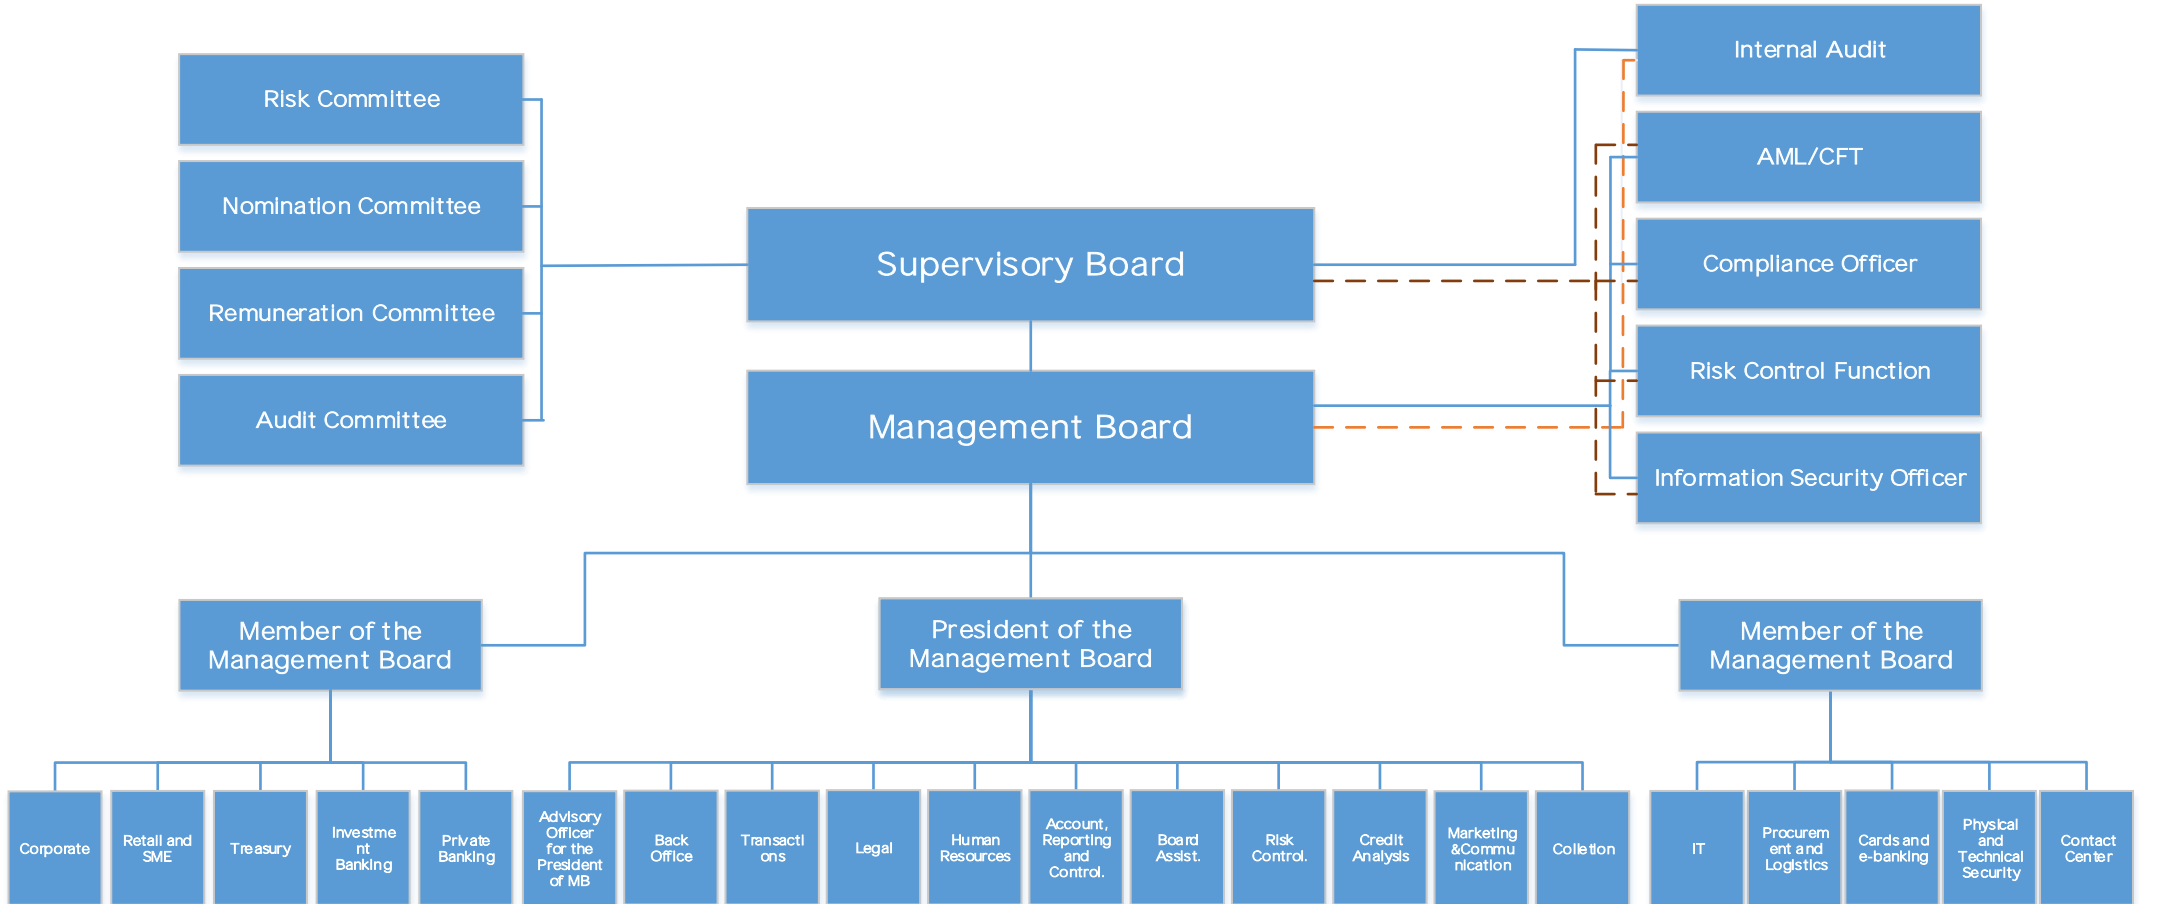 Internal Audit
Risk Committee
AML/CFT
Nomination Committee
Supervisory Board
Compliance Officer
Remuneration Committee
Risk Control Function
Audit Committee
Management Board
Information Security Officer
Member of the
Management Board
President of the
Management Board
Member of the
Management Board
Corporate
Retail and
SME
Treasury
Investme
nt
Banking
Private
Banking
Advisory
Officer
for the
President
of MB
Back
Office
Transacti
ons
Legal
Human
Resources
Account,
Reporting
and
Control.
Board
Assist.
Risk
Control.
Credit
Analysis
Marketing
&Commu
nication
Colletion
IT
Procurem
ent and
Logistics
Cards and
e-banking
Physical
and
Technical
Security
Contact
Center